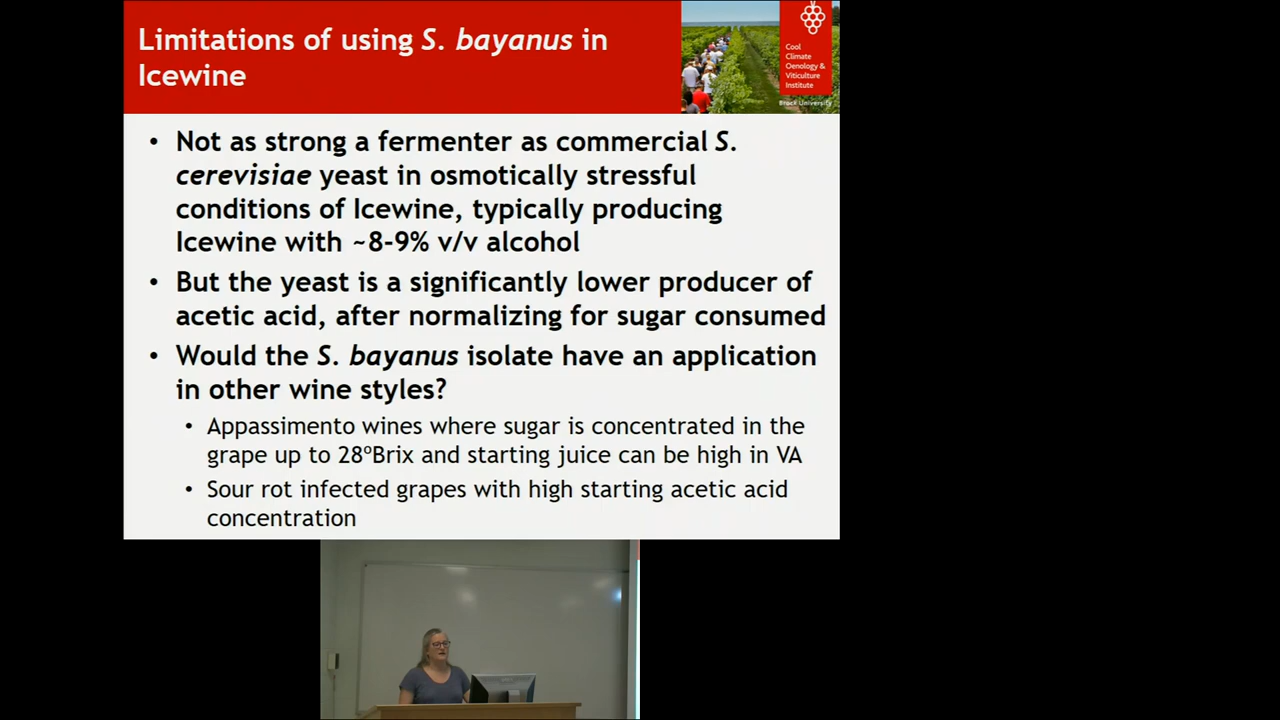 Limitations of using S. bayanus in
Icewine
Cool
Climate
Oenology &
Viticulture
Institute
Brock University
• Not as strong a fermenter as commercial S.
cerevisiae yeast in osmotically stressful
conditions of Icewine, typically producing
Icewine with ~8-9% v/v alcohol
• But the yeast is a significantly lower producer of
acetic acid, after normalizing for sugar consumed
• Would the S. bayanus isolate have an application
in other wine styles?
• Appassimento wines where sugar is concentrated in the
grape up to 28ºBrix and starting juice can be high in VA
• Sour rot infected grapes with high starting acetic acid
concentration